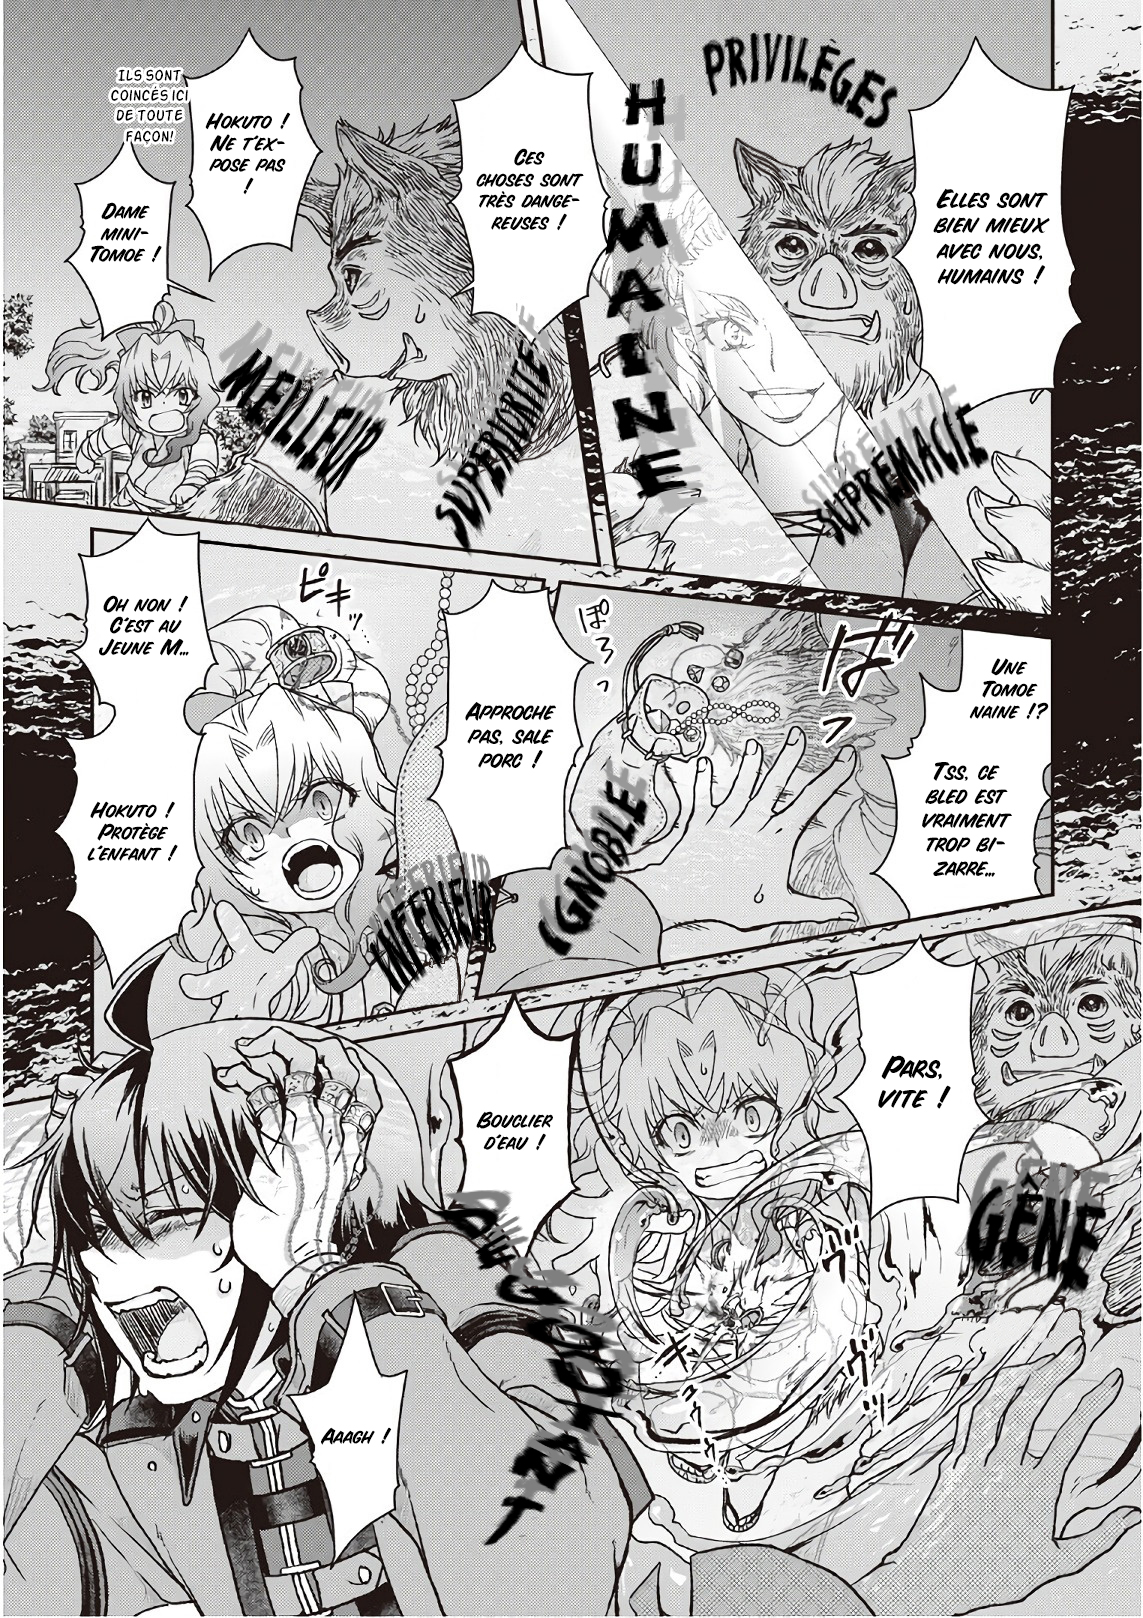 PRIVILÈGES
HUMAINE
ELLES SONT
BIEN MIEUX
AVEC NOUS,
HUMAINS !
SUPRÉMACIE
CES
CHOSES SONT
TRÈS DANGE-
REUSES !
SUPÉRIORITÉ
HOKUTO !
NE T'EX-
POSE PAS
!
MEILLEUR
ILS SONT
COINCÉS ICI
DE TOUTE
FAÇON!
DAME
MINI-
TOMOE !
UNE
TOMOE
NAINE !?
TSS, CE
BLED EST
VRAIMENT
TROP BI-
ZARRE...
ばっ
ぽろっ
IGNOBLE
APPROCHE
PAS, SALE
PORC !
ピキッ
INFÉRIEUR
OH NON !
C'EST AU
JEUNE M...
HOKUTO !
PROTÈGE
L'ENFANT !
PARS,
VITE !
GÊNE
BOUCLIER
D'EAU !
ヴヴヴ
AAAGH !